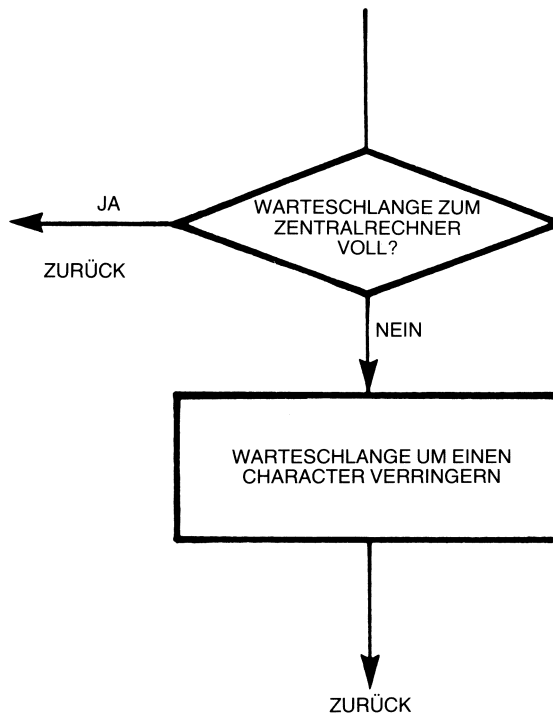 WARTESCHLANGE ZUM
ZENTRALRECHNER
VOLL?
JA
ZURÜCK
NEIN
WARTESCHLANGE UM EINEN
CHARACTER VERRINGERN
ZURÜCK